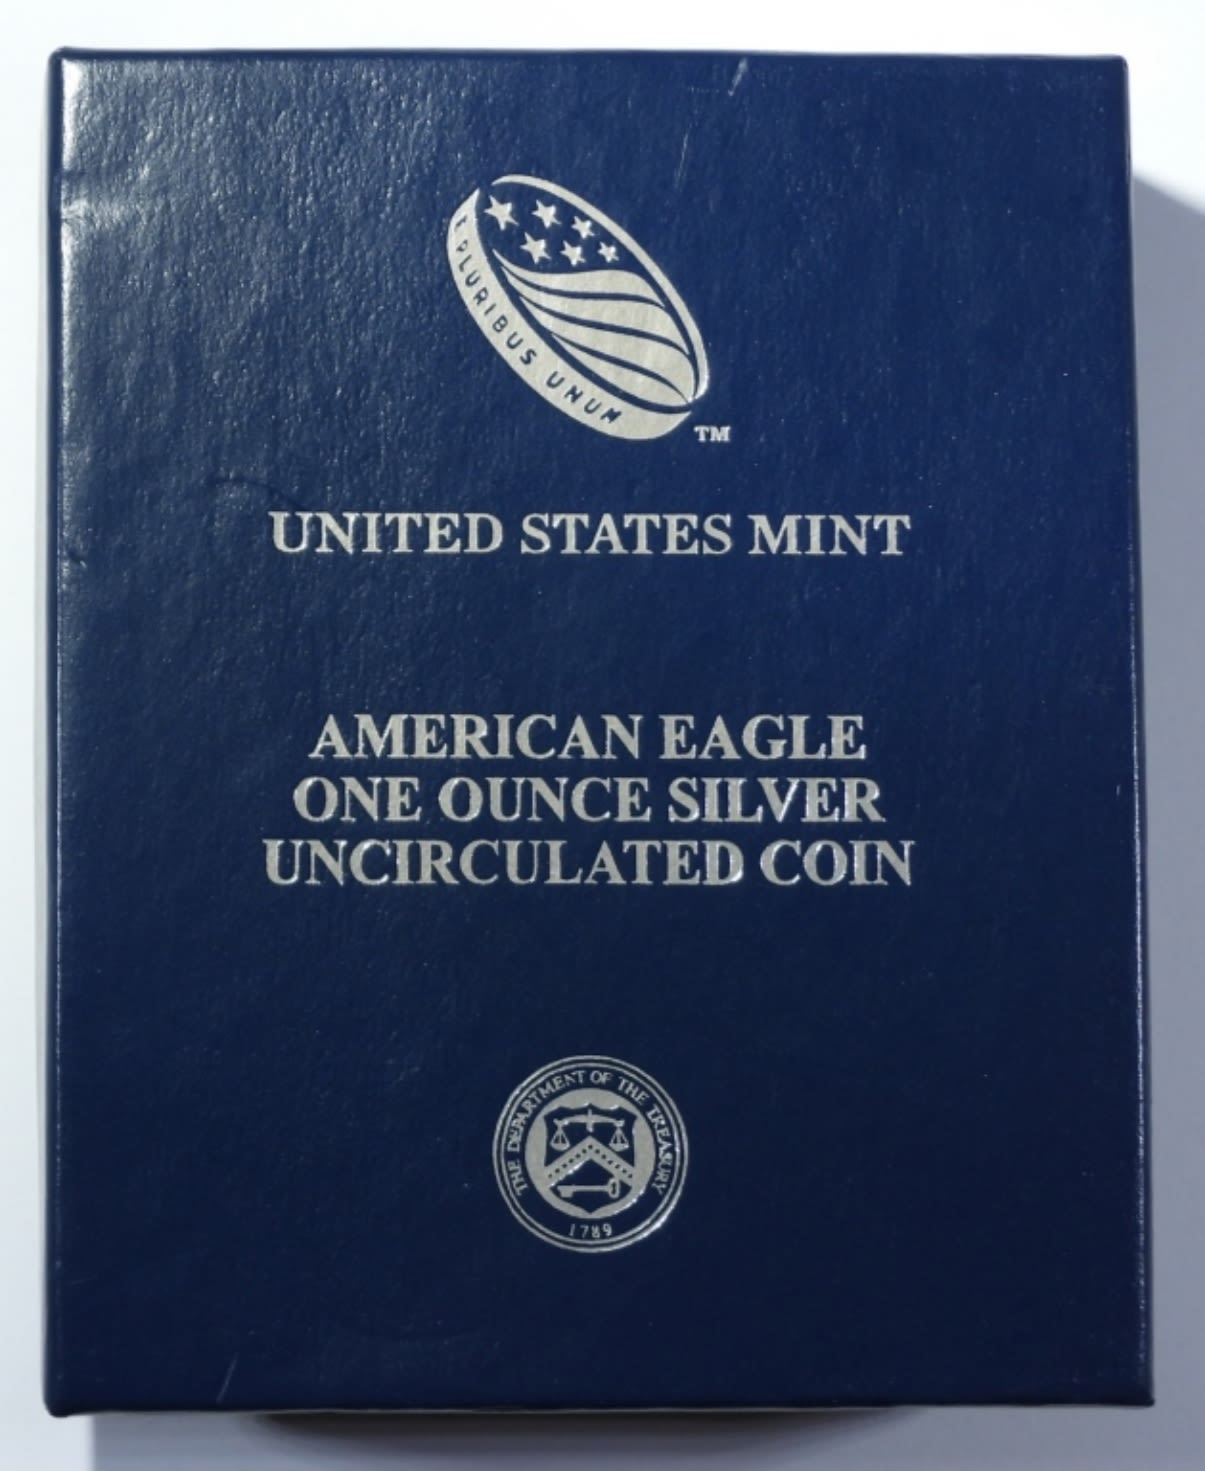 E PLURIBUS UNUM
TM
UNITED STATES MINT
AMERICAN EAGLE
ONE OUNCE SILVER
UNCIRCULATED COIN
THE DEPARTMENT OF THE TREASURY
1789